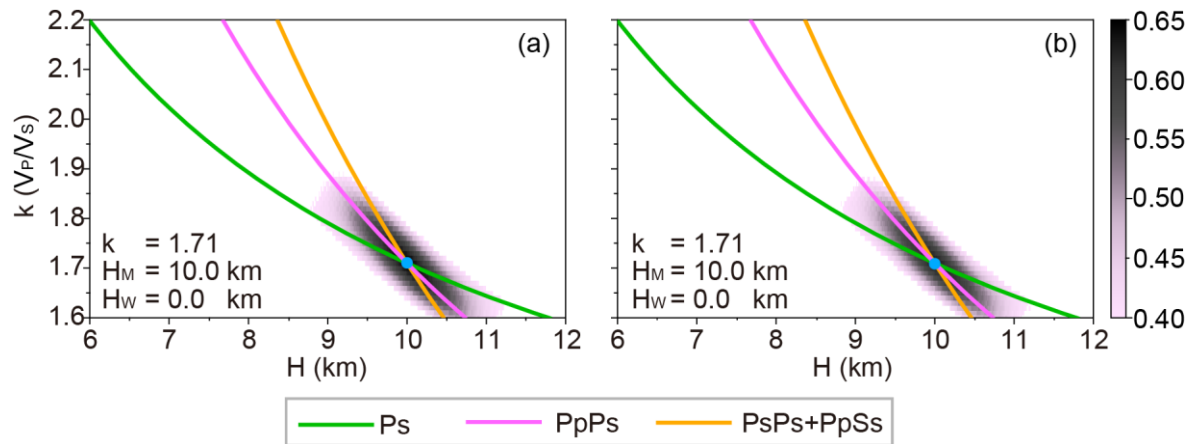 2.2
2.1
2.0
1.9
1.8
1.7
1.6
k (VP/VS)
(a)
k = 1.71
HM = 10.0 km
HW = 0.0 km
6 7 8 9 10 11 12
H (km)
(b)
k = 1.71
HM = 10.0 km
HW = 0.0 km
6 7 8 9 10 11 12
H (km)
0.65
0.60
0.55
0.50
0.45
0.40
Ps PpPs PsPs+PpSs